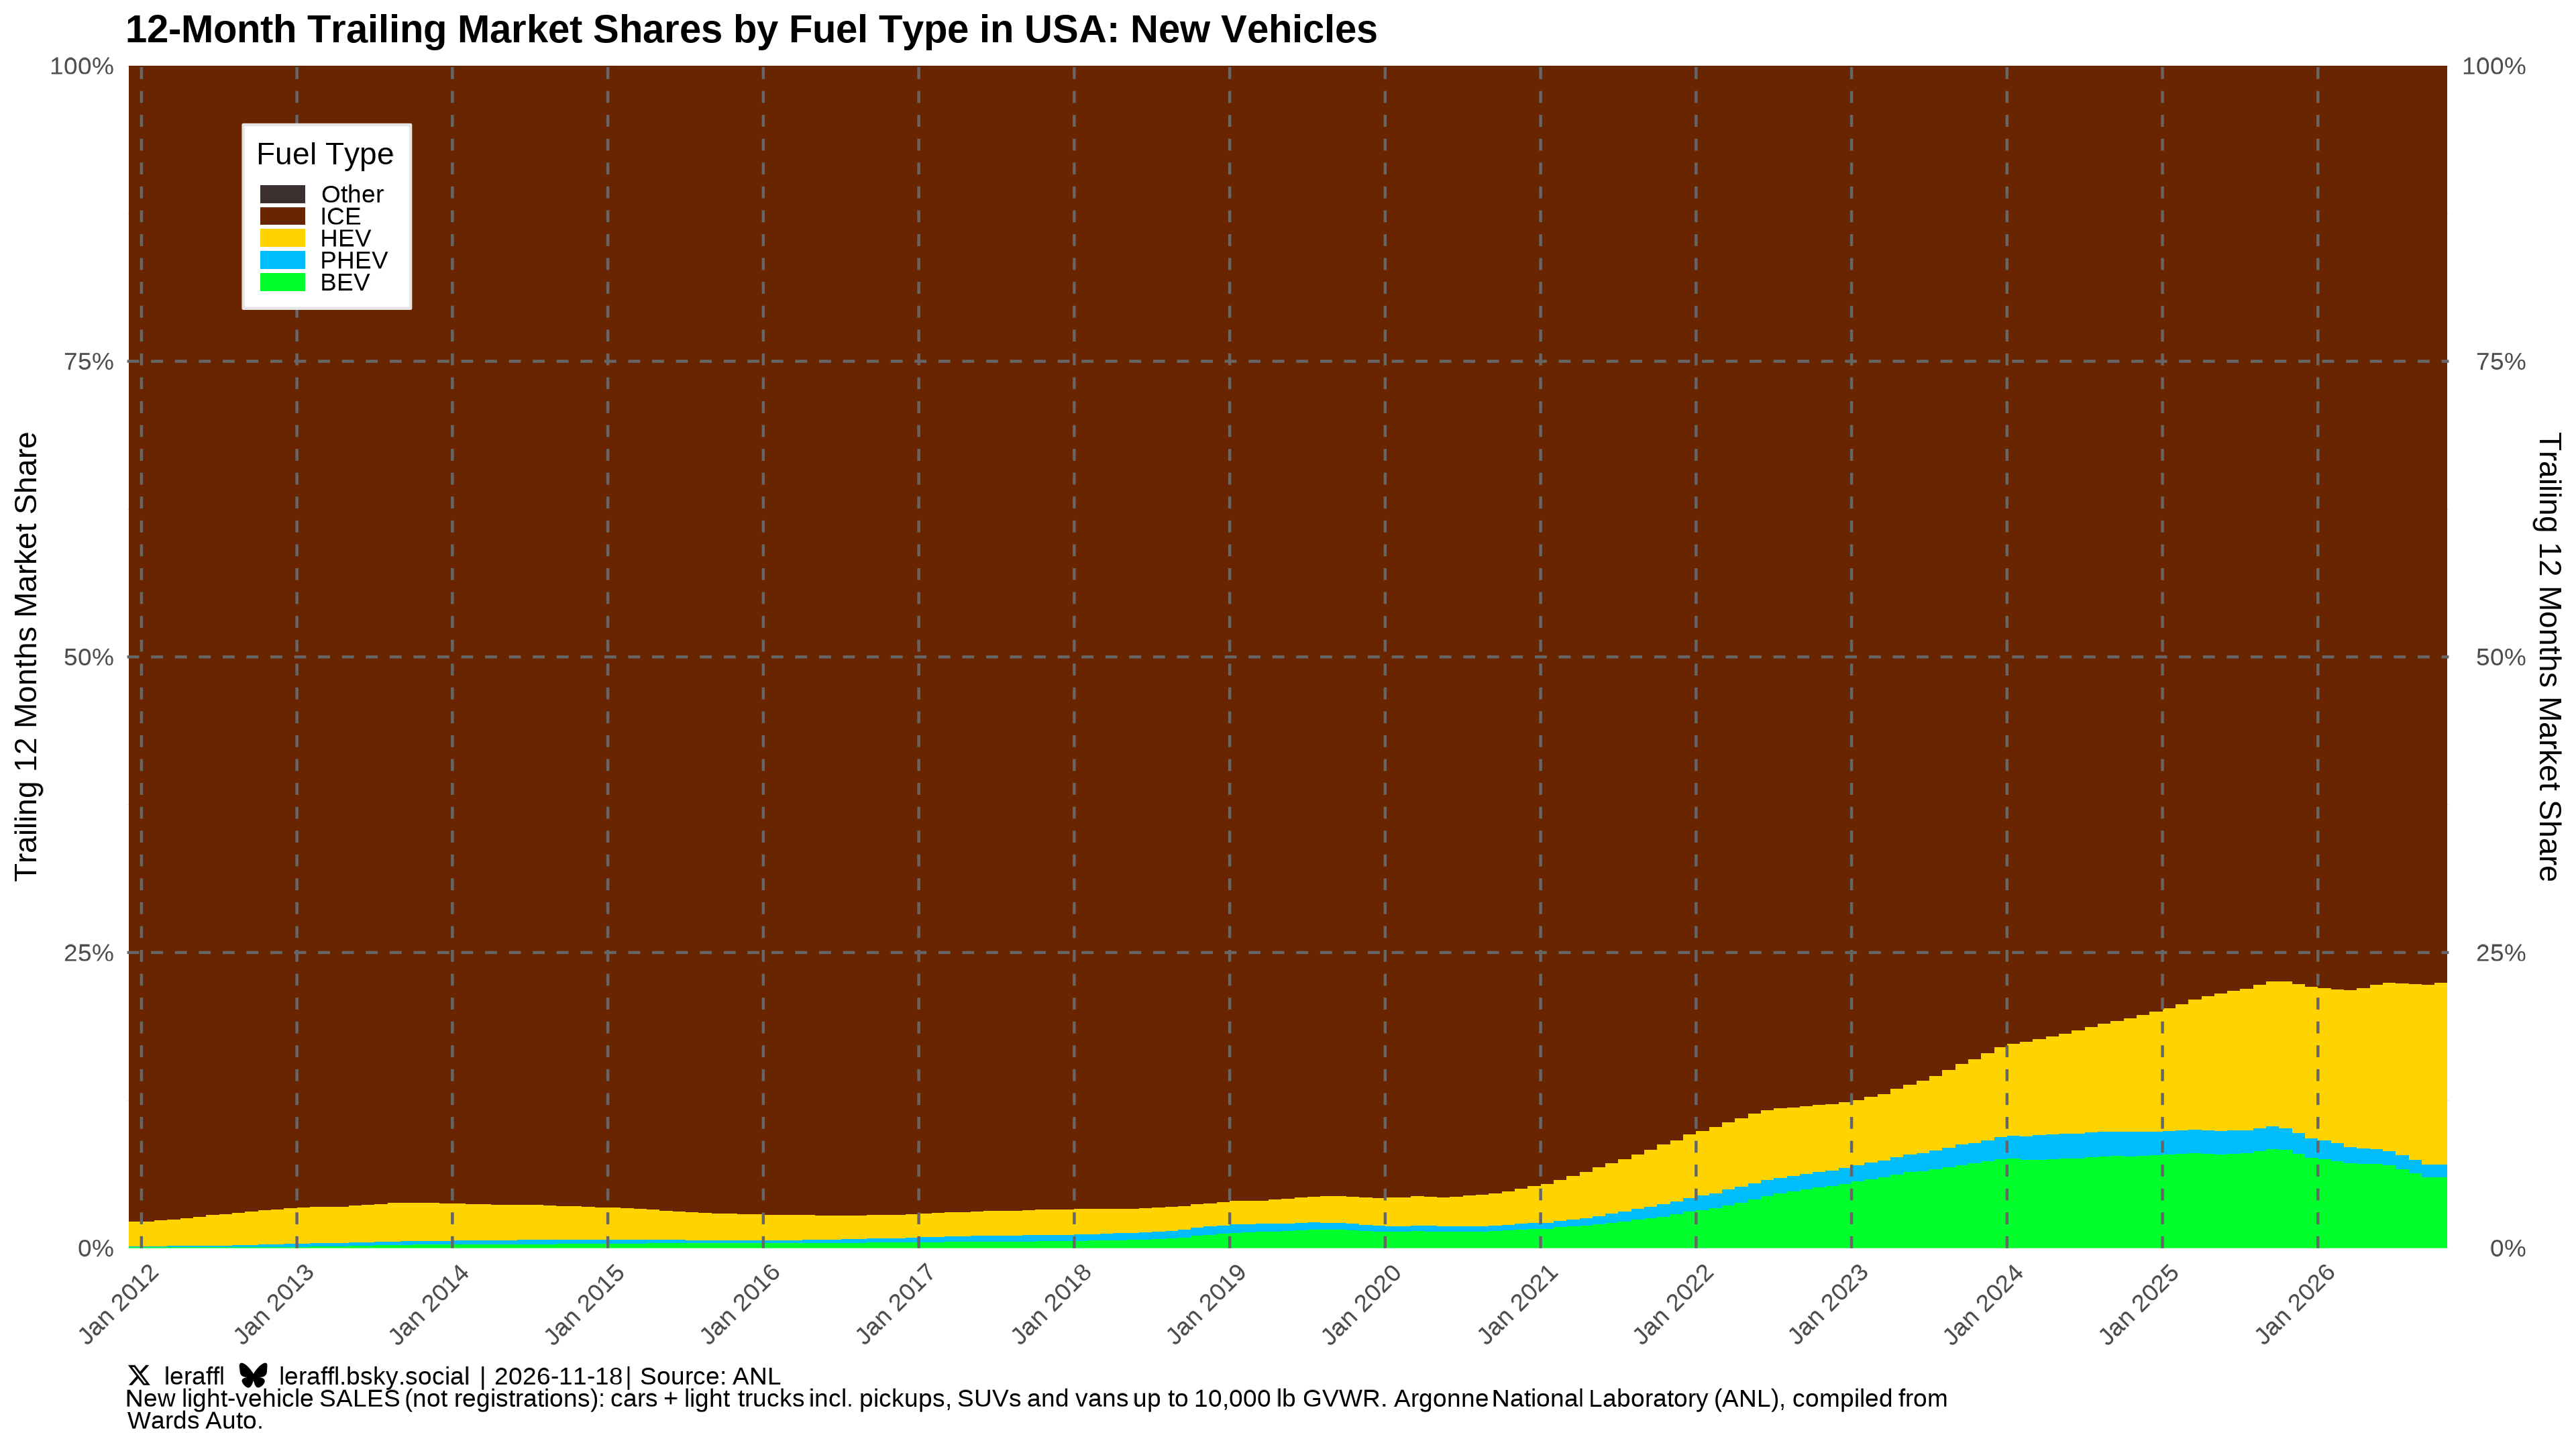 12-Month Trailing Market Shares by Fuel Type in USA: New Vehicles
100%
100%
Fuel Type
Other
ICE
HEV
PHEV
BEV
75%
75%
Trailing 12 Months Market Share
Trailing 12 Months Market Share
50%
50%
25%
25%
0%
0%
Jan 2012
Jan 2013
Jan 2014
Jan 2015
Jan 2016
Jan 2017
Jan 2018
Jan 2019
Jan 2020
Jan 2021
Jan 2022
Jan 2023
Jan 2024
Jan 2025
Jan 2026
leraffl leraffl.bsky.social | 2026-11-18| Source: ANL
New light-vehicle SALES (not registrations): cars + light trucks incl. pickups, SUVs and vans up to 10,000 lb GVWR. Argonne National Laboratory (ANL), compiled from
Wards Auto.